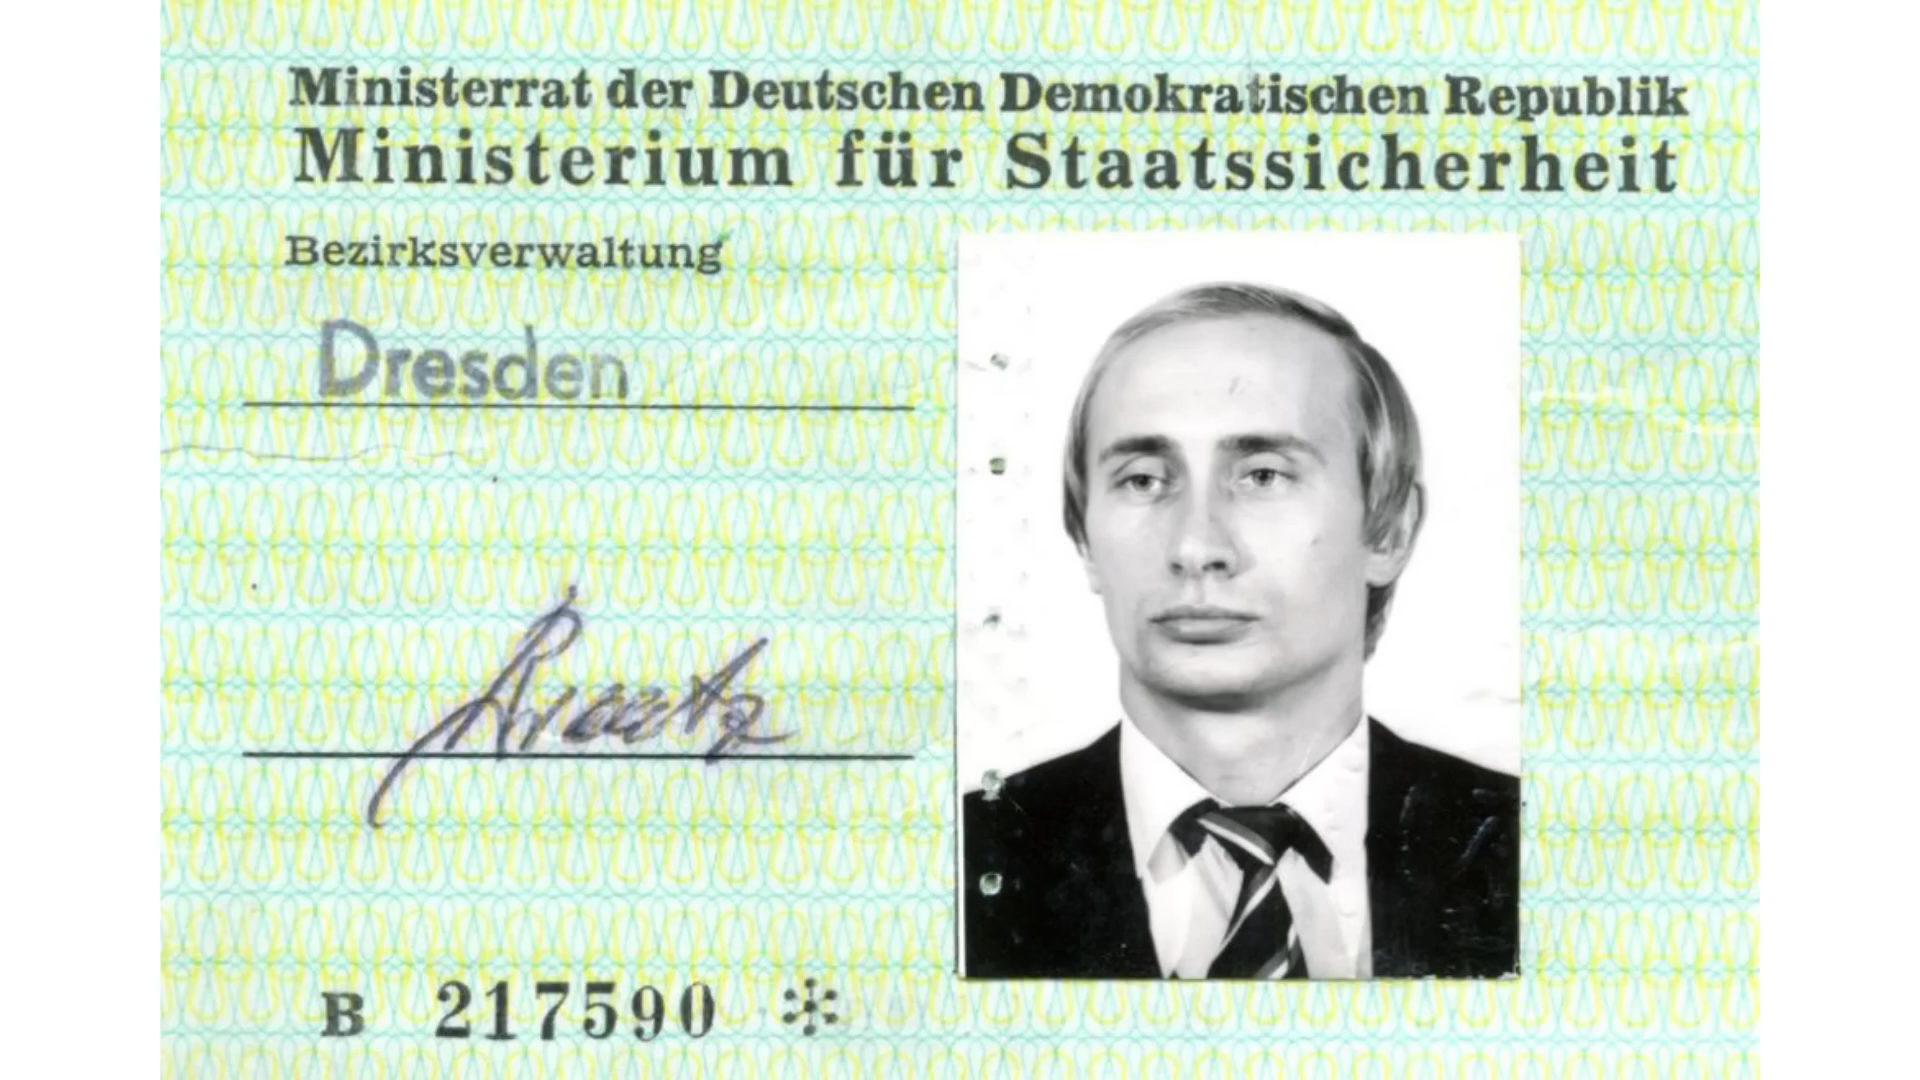 Ministerrat der Deutschen Demokratischen Republik
Ministerium für Staatssicherheit
Bezirksverwaltung
Dresden
B 217590 *